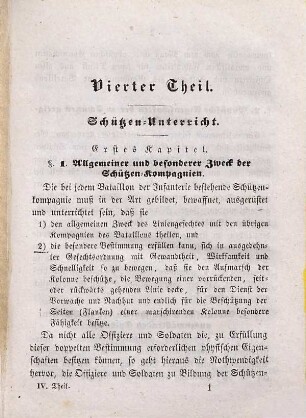 Vierter Theil.
Schützen-Unterricht.
Erstes Kapitel.
§. 1. Allgemeiner und besonderer Zweck der
Schützen-Kompagnien.
Die bei jedem Bataillon der Infanterie bestehende Schützen-
kompagnie muß in der Art gebildet, bewaffnet, ausgerüstet
und unterrichtet sein, daß sie
1) den allgemeinen Zweck des Liniengefechtes mit den übrigen
Kompagnien des Bataillons theilen, und
2) die besondere Bestimmung erfüllen kann, sich in ausgedehn-
ter Gefechtsordnung mit Gewandtheit, Wirksamkeit und
Schnelligkeit so zu bewegen, daß sie den Aufmarsch der
Kolonne beschütze, die Bewegung einer vorrückenden, seit-
oder rückwärts gehenden Linie decke, für den Dienst der
Vorwache und Nachhut und endlich für die Beschützung der
Seiten (Flanken) einer marschirenden Kolonne besondere
Fähigkeit besitze.
Da nicht alle Offiziere und Soldaten die, zu Erfüllung
dieser doppelten Bestimmung erforderlichen physischen Eigen-
schaften besitzen können, so geht hieraus die Nothwendigkeit
hervor, die Offiziere und Soldaten zu Bildung der Schützen-
IV. Theil. 1